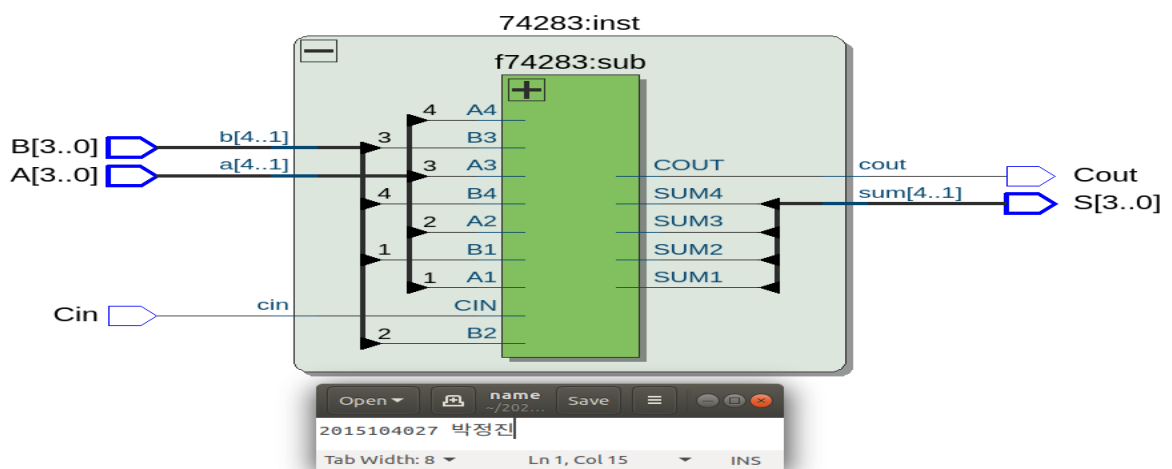 74283:inst
f74283:sub
B[3..0]
A[3..0]
Cin
b[4..1]
a[4..1]
cin
4 A4
3 B3
3 A3
4 B4
2 A2
1 B1
1 A1
CIN
2 B2
COUT
SUM4
SUM3
SUM2
SUM1
cout
sum[4..1]
Cout
S[3..0]
Open
name
~/202...
Save
2015104027 박정진
Tab Width: 8
Ln 1, Col 15
INS